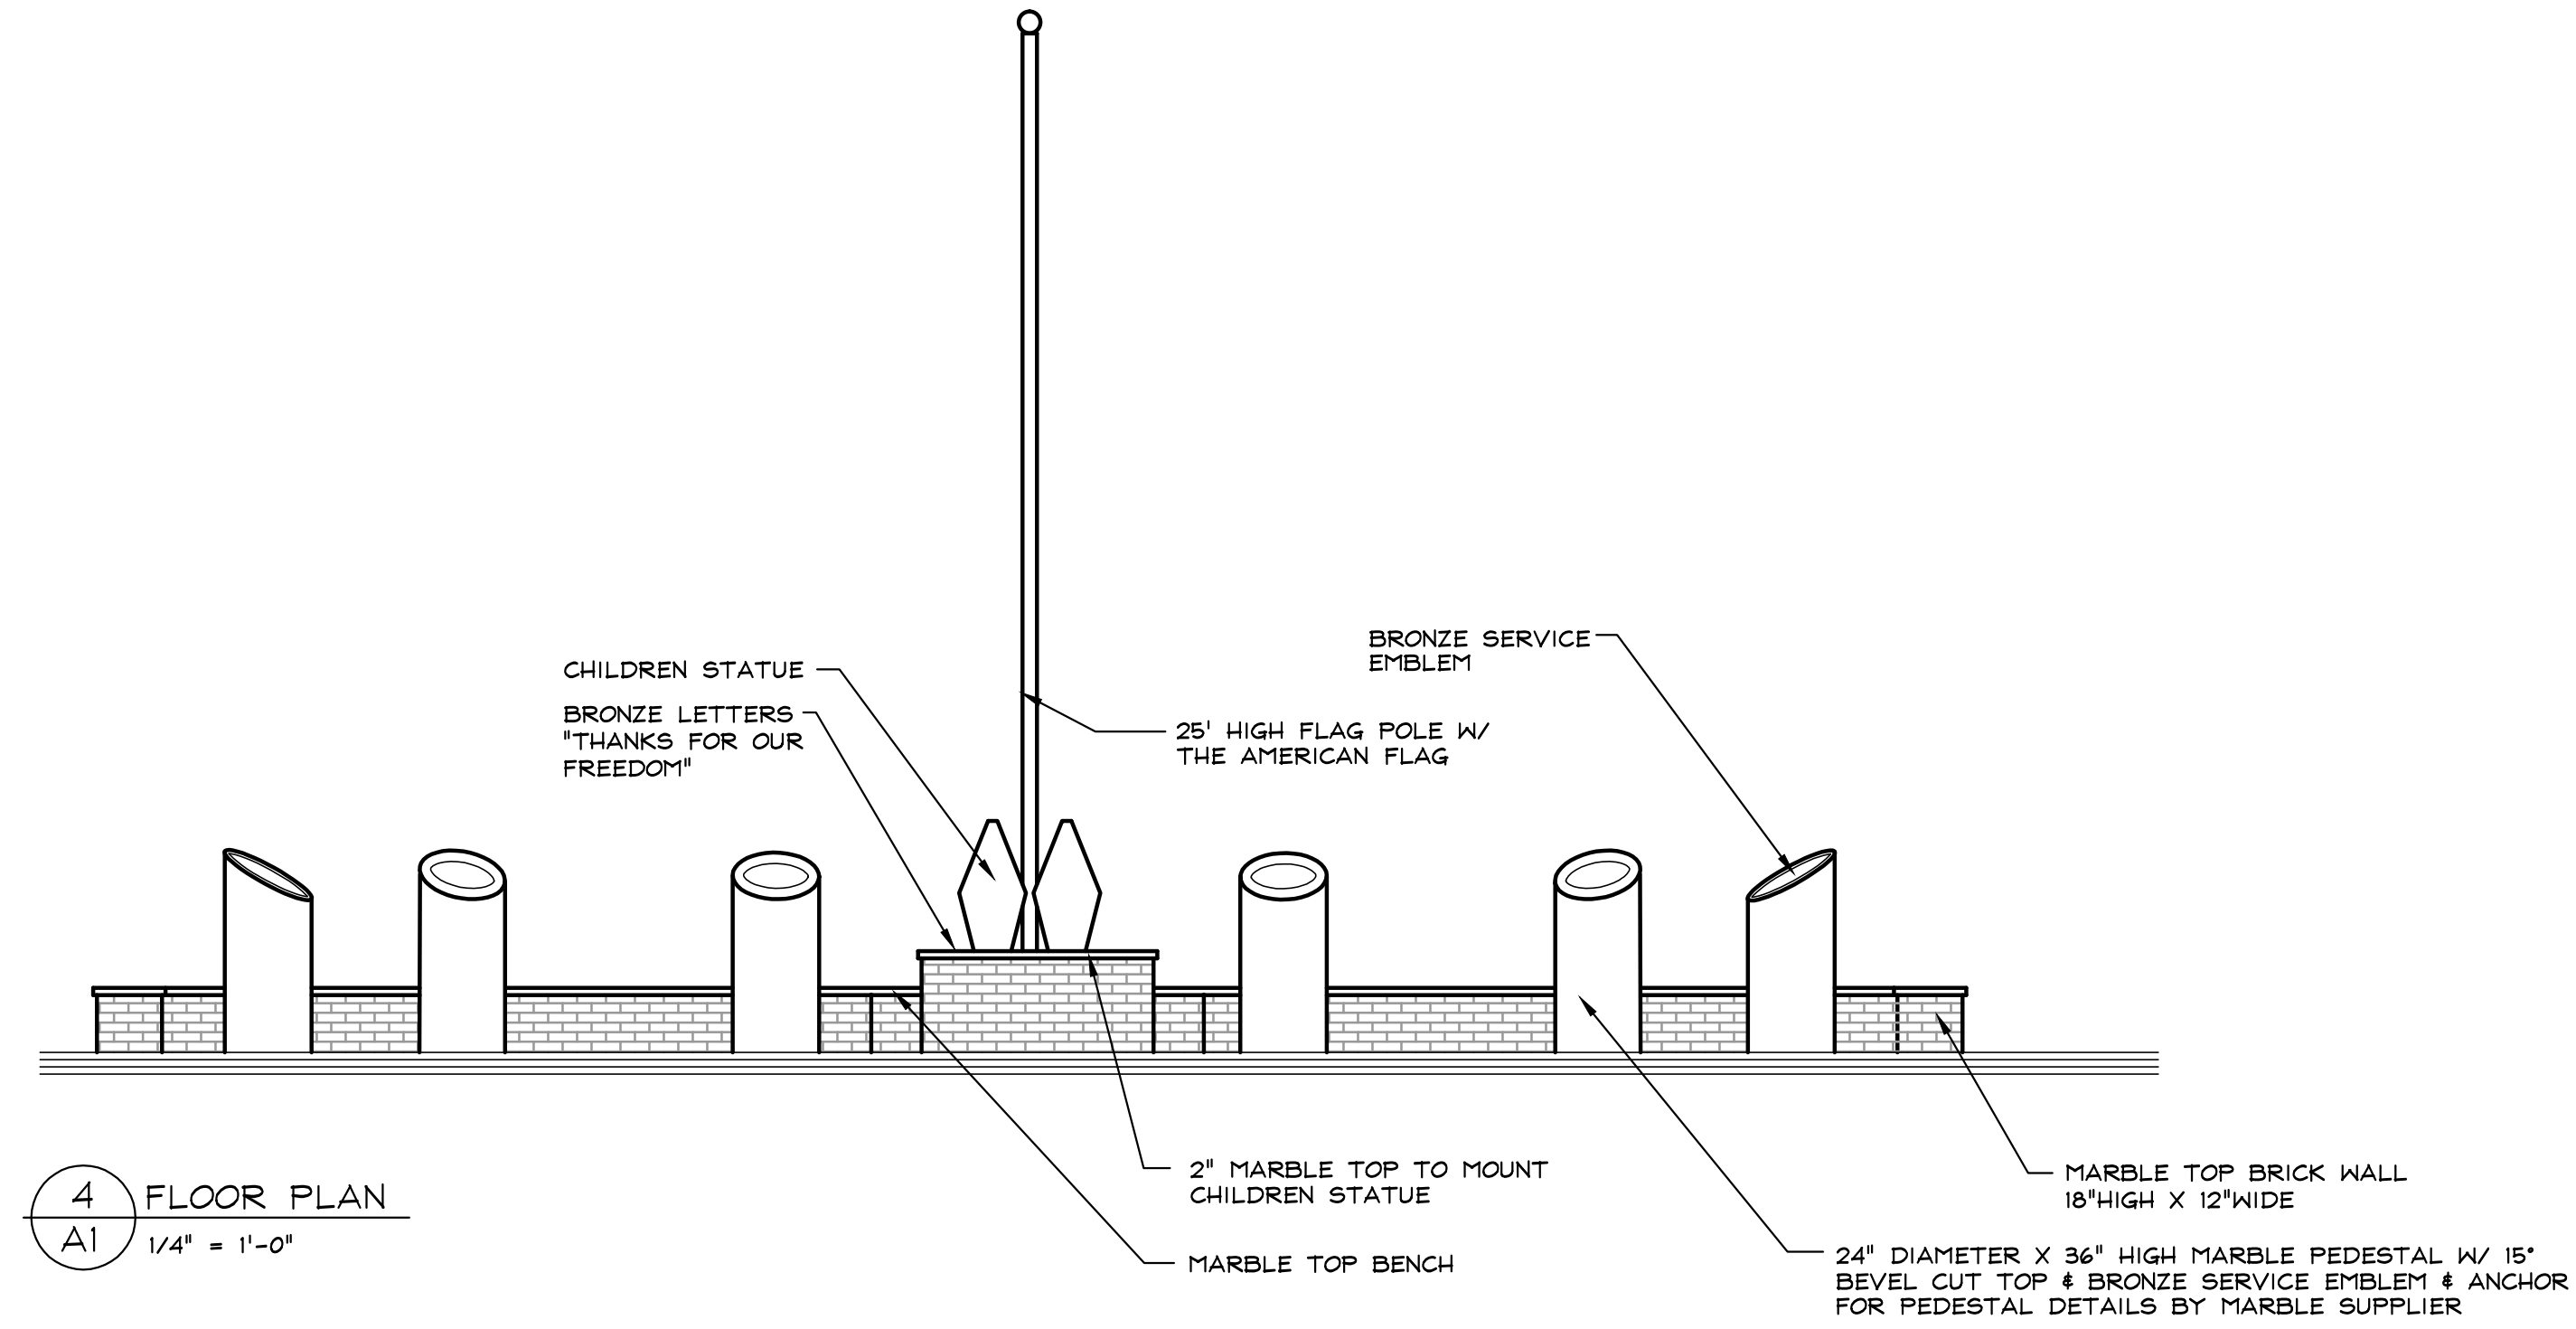 BRONZE SERVICE
EMBLEM
CHILDREN STATUE
BRONZE LETTERS
"THANKS FOR OUR
FREEDOM"
25' HIGH FLAG POLE W/
THE AMERICAN FLAG
2" MARBLE TOP TO MOUNT
CHILDREN STATUE
MARBLE TOP BRICK WALL
18"HIGH X 12"WIDE
4
A1
FLOOR PLAN
1/4" = 1'-0"
MARBLE TOP BENCH
24" DIAMETER X 36" HIGH MARBLE PEDESTAL W/ 15°
BEVEL CUT TOP & BRONZE SERVICE EMBLEM & ANCHOR
FOR PEDESTAL DETAILS BY MARBLE SUPPLIER